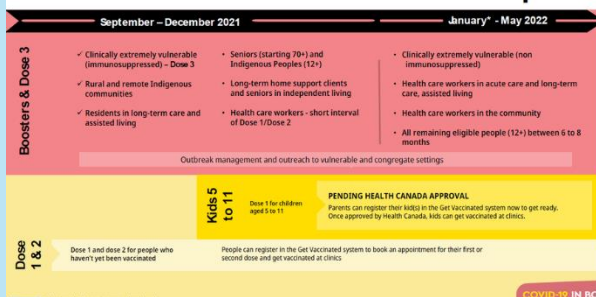 September – December 2021
January* - May 2022
Boosters & Dose 3
✓ Clinically extremely vulnerable
(immunosuppressed) – Dose 3
✓ Rural and remote Indigenous
communities
✓ Residents in long-term care and
assisted living
• Seniors (starting 70+) and
Indigenous Peoples (12+)
• Long-term home support clients
and seniors in independent living
• Health care workers - short interval
of Dose 1/Dose 2
• Clinically extremely vulnerable (non
immunosuppressed)
• Health care workers in acute care and long-term
care, assisted living
• Health care workers in the community
• All remaining eligible people (12+) between 6 to 8
months
Outbreak management and outreach to vulnerable and congregate settings
Kids 5
to 11
Dose 1 for children
aged 5 to 11
PENDING HEALTH CANADA APPROVAL
Parents can register their kid(s) in the Get Vaccinated system now to get ready.
Once approved by Health Canada, kids can get vaccinated at clinics.
Dose
1 & 2
Dose 1 and dose 2 for people who
haven't yet been vaccinated
People can register in the Get Vaccinated system to book an appointment for their first or
second dose and get vaccinated at clinics
COVID-19 IN BC